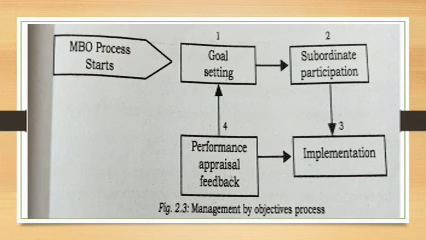 MBO Process
Starts
1
Goal
setting
2
Subordinate
participation
4
Performance
appraisal
feedback
3
Implementation
Fig. 2.3: Management by objectives process